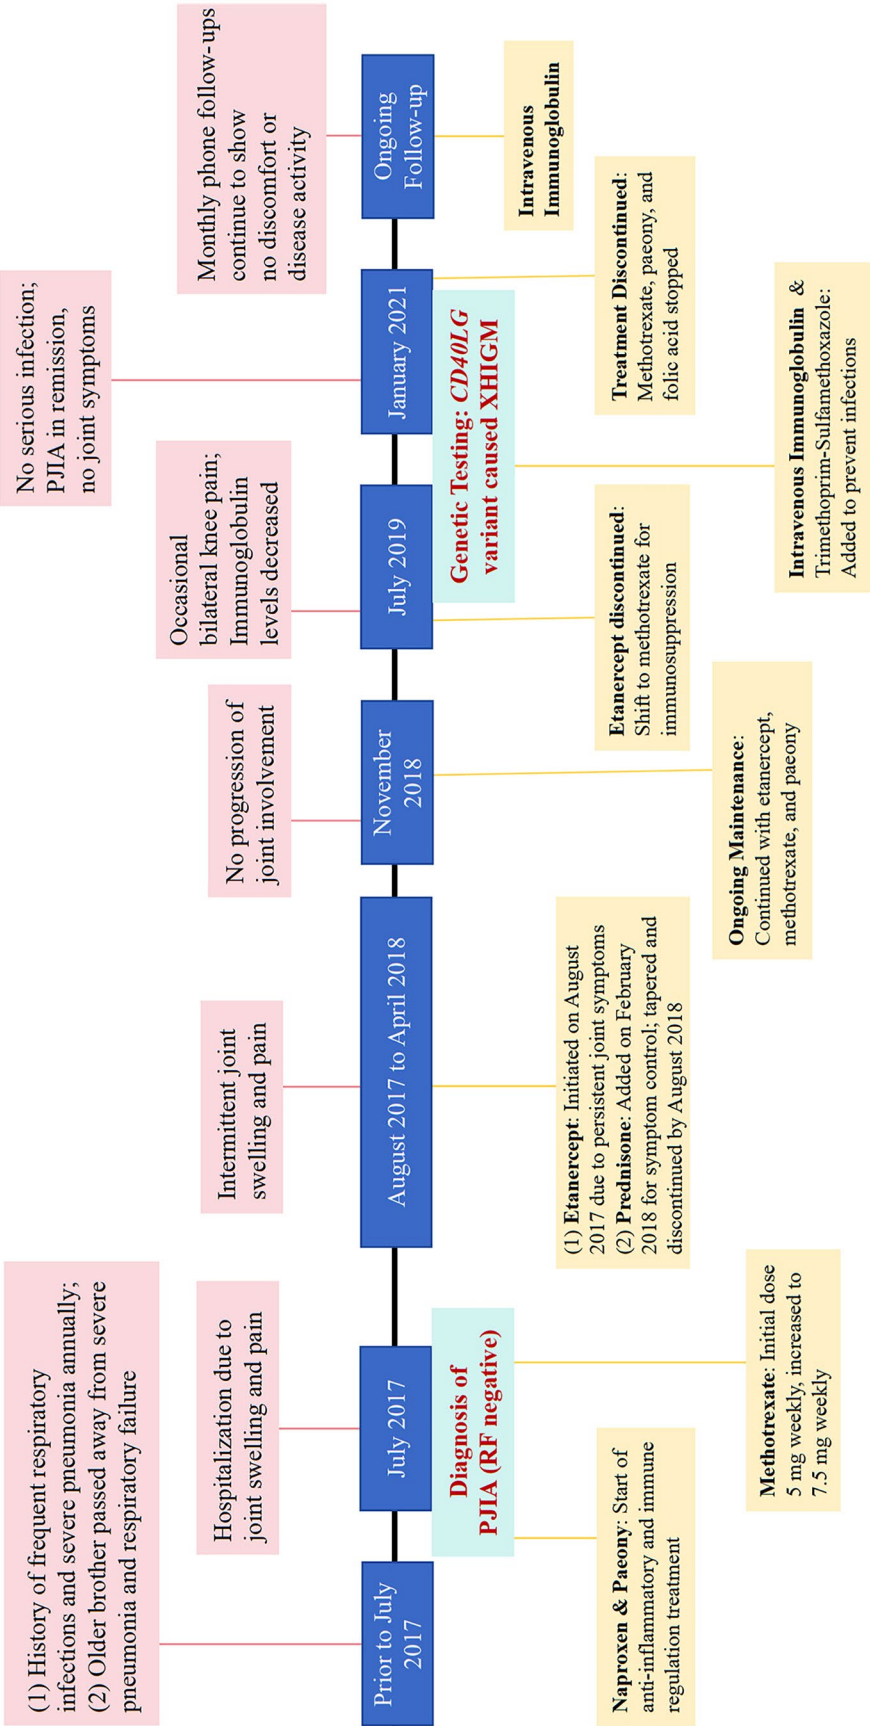 (1) History of frequent respiratory
infections and severe pneumonia annually;
(2) Older brother passed away from severe
pneumonia and respiratory failure
Prior to July
2017
Hospitalization due to
joint swelling and pain
July 2017
Diagnosis of
PJIA (RF negative)
Naproxen & Paeony: Start of
anti-inflammatory and immune
regulation treatment
Methotrexate: Initial dose
5 mg weekly, increased to
7.5 mg weekly
Intermittent joint
swelling and pain
August 2017 to April 2018
(1) Etanercept: Initiated on August
2017 due to persistent joint symptoms
(2) Prednisone: Added on February
2018 for symptom control; tapered and
discontinued by August 2018
No progression of
joint involvement
November
2018
Ongoing Maintenance:
Continued with etanercept,
methotrexate, and paeony
Occasional
bilateral knee pain;
Immunoglobulin
levels decreased
July 2019
Etanercept discontinued:
Shift to methotrexate for
immunosuppression
Genetic Testing: CD40LG
variant caused XHIGM
Intravenous Immunoglobulin &
Trimethoprim-Sulfamethoxazole:
Added to prevent infections
No serious infection;
PJIA in remission,
no joint symptoms
January 2021
Treatment Discontinued:
Methotrexate, paeony, and
folic acid stopped
Monthly phone follow-ups
continue to show
no discomfort or
disease activity
Ongoing
Follow-up
Intravenous
Immunoglobulin